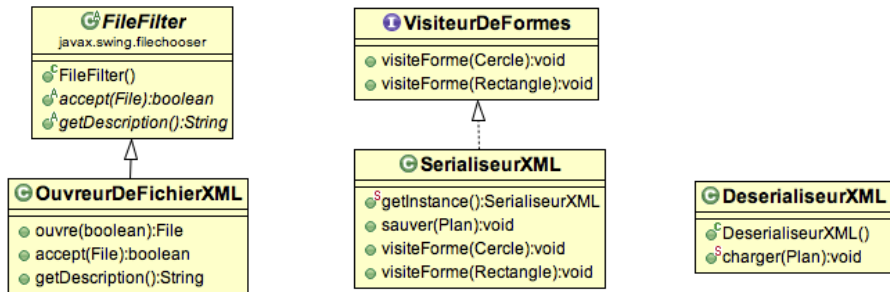 FileFilter
javax.swing.filechooser
FileFilter()
accept(File):boolean
getDescription():String
OuvreurDeFichierXML
ouvre(boolean):File
accept(File):boolean
getDescription():String
VisiteurDeFormes
visiteForme(Cercle):void
visiteForme(Rectangle):void
SerialiseurXML
getInstance():SerialiseurXML
sauver(Plan):void
visiteForme(Cercle):void
visiteForme(Rectangle):void
DeserialiseurXML
DeserialiseurXML()
charger(Plan):void